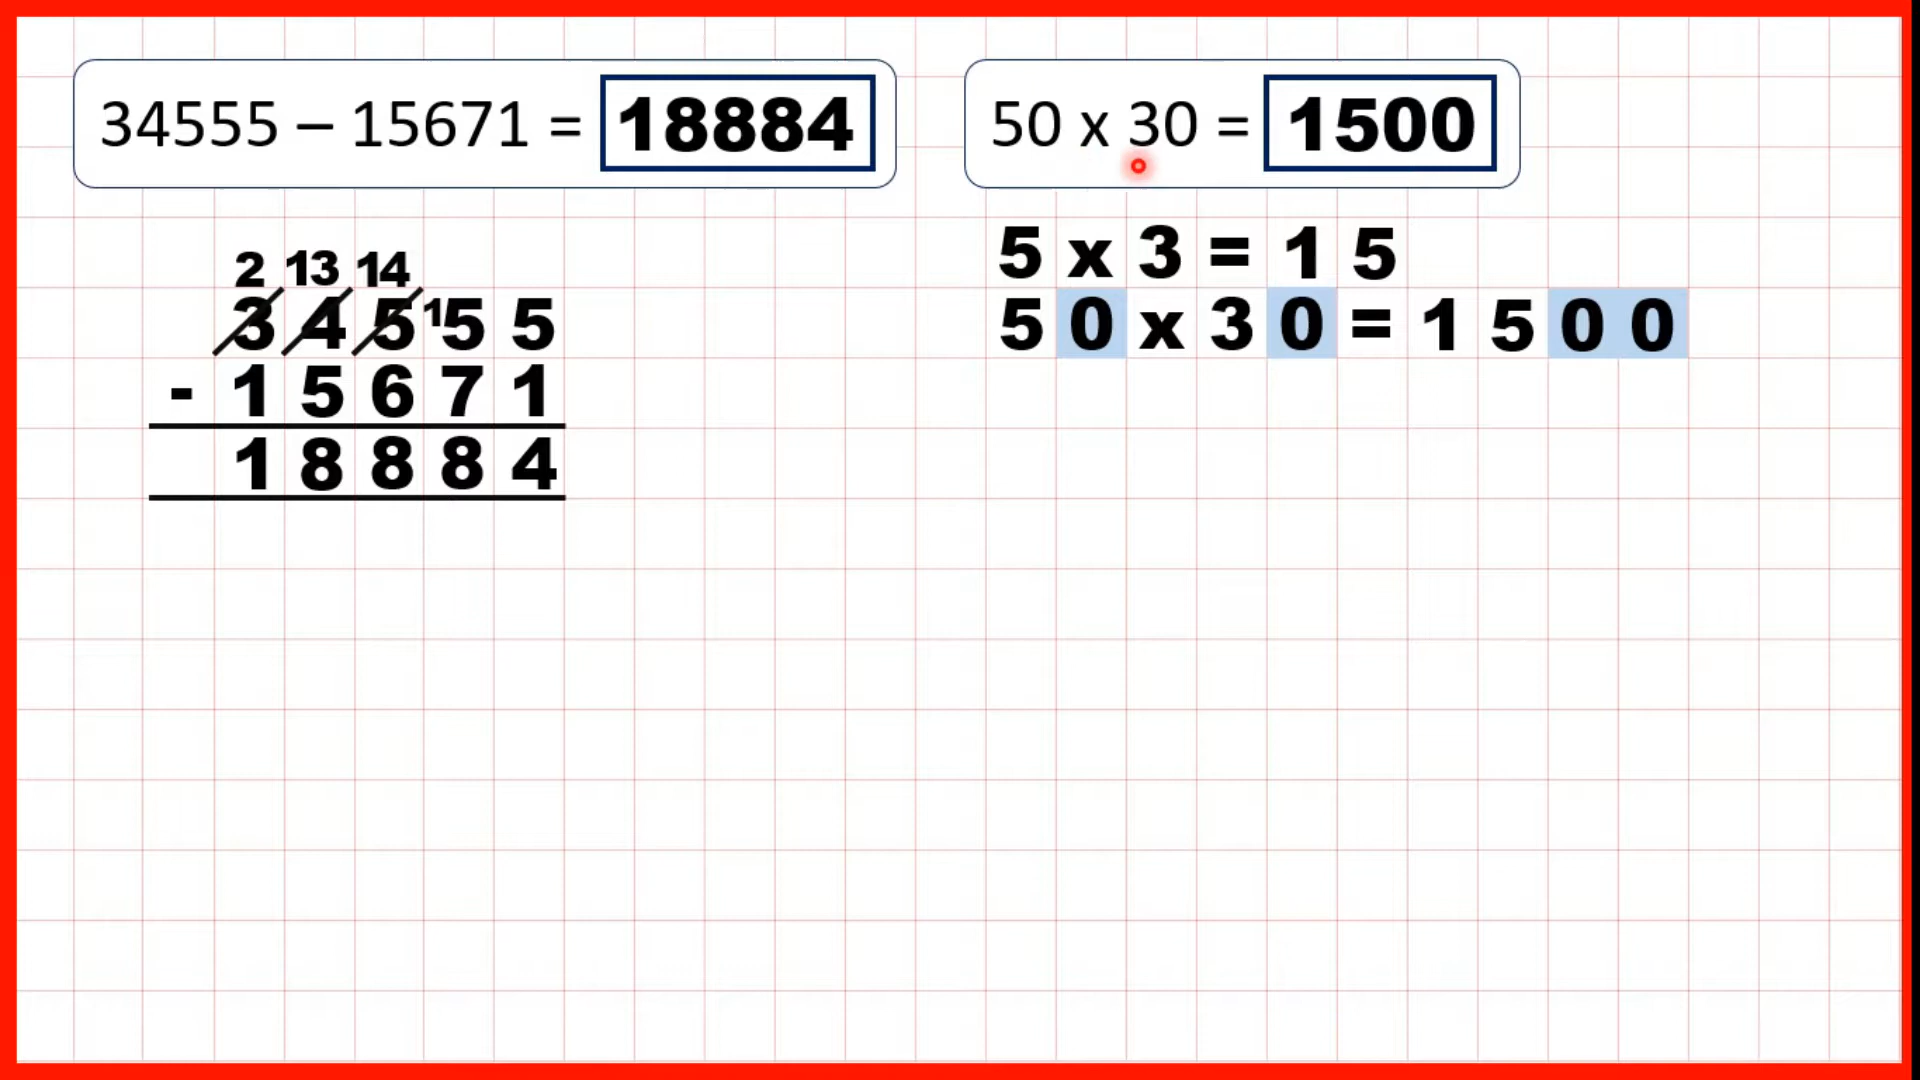 34555 – 15671 = 18884
2 13 14
3 4 5 15 5
- 1 5 6 7 1
1 8 8 8 4
50 x 30 = 1500
5 x 3 = 1 5
5 0 x 3 0 = 1 5 0 0